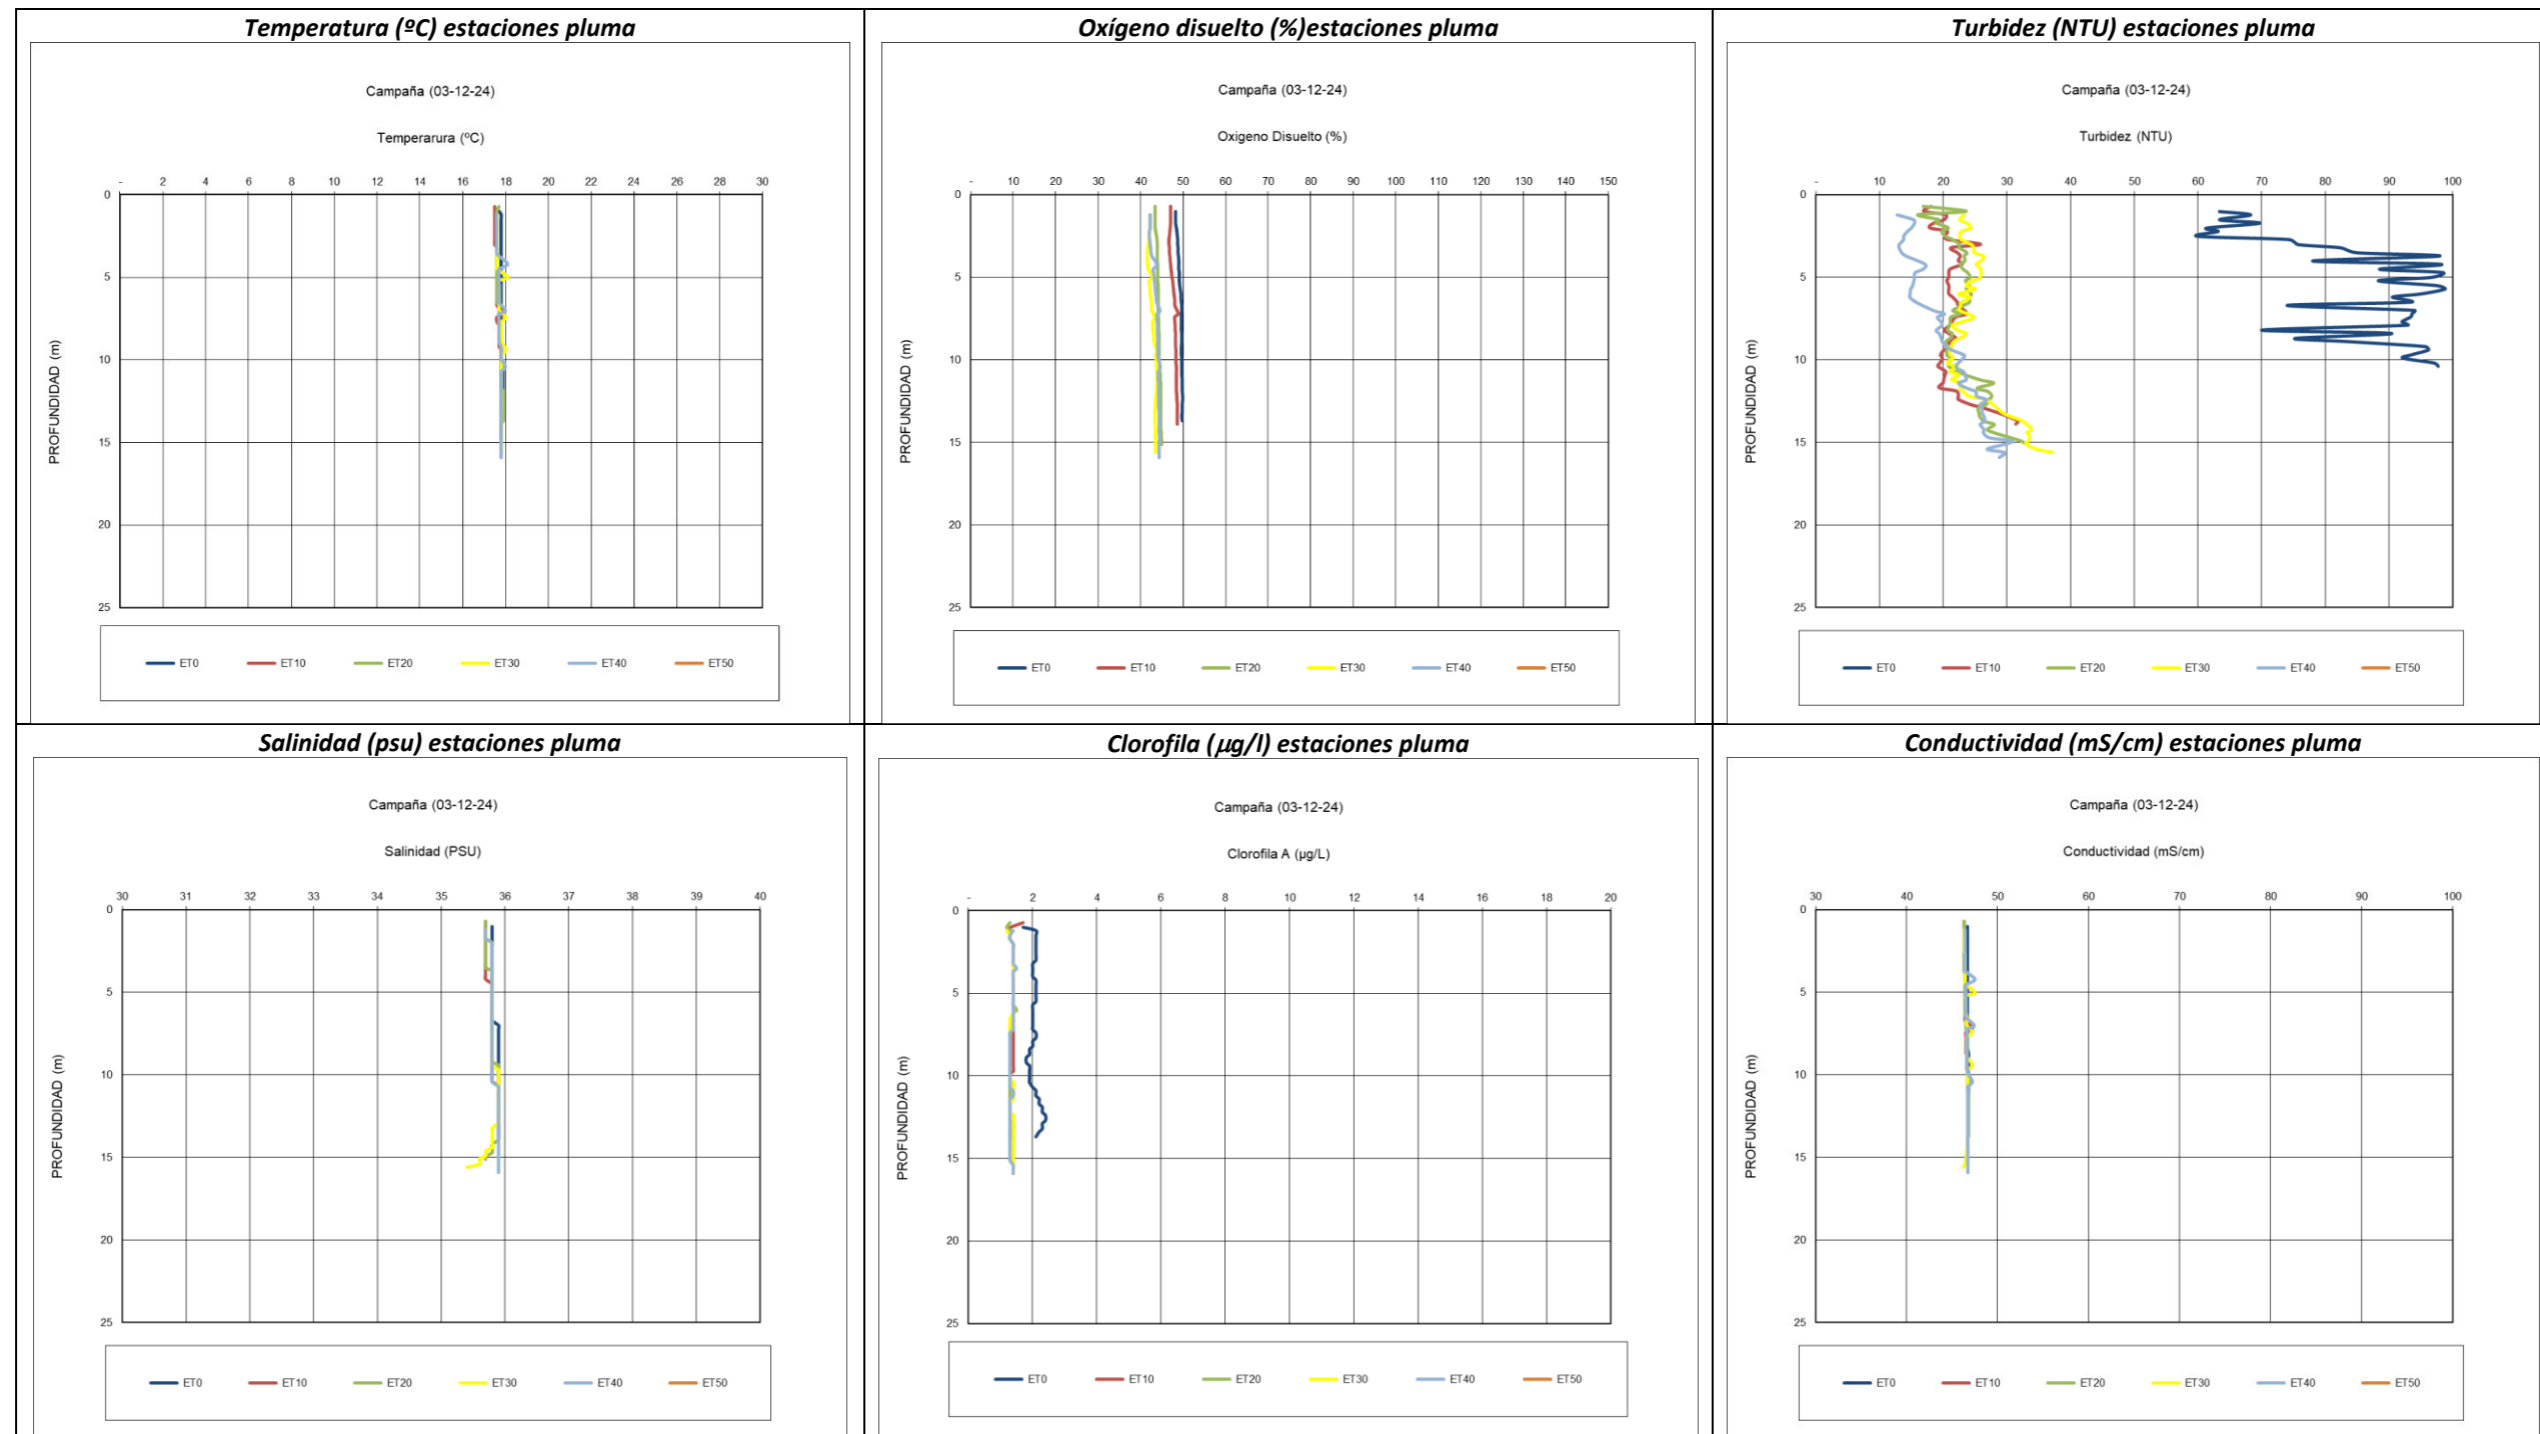 Temperatura (ºC) estaciones pluma
Campaña (03-12-24)
Temperarura (ºC)
- 2 4 6 8 10 12 14 16 18 20 22 24 26 28 30
0
5
10
15
20
25
PROFUNDIDAD (m)
ET0 ET10 ET20 ET30 ET40 ET50
Oxígeno disuelto (%)estaciones pluma
Campaña (03-12-24)
Oxigeno Disuelto (%)
- 10 20 30 40 50 60 70 80 90 100 110 120 130 140 150
0
5
10
15
20
25
PROFUNDIDAD (m)
ET0 ET10 ET20 ET30 ET40 ET50
Turbidez (NTU) estaciones pluma
Campaña (03-12-24)
Turbidez (NTU)
- 10 20 30 40 50 60 70 80 90 100
0
5
10
15
20
25
PROFUNDIDAD (m)
ET0 ET10 ET20 ET30 ET40 ET50
Salinidad (psu) estaciones pluma
Campaña (03-12-24)
Salinidad (PSU)
30 31 32 33 34 35 36 37 38 39 40
0
5
10
15
20
25
PROFUNDIDAD (m)
ET0 ET10 ET20 ET30 ET40 ET50
Clorofila (µg/l) estaciones pluma
Campaña (03-12-24)
Clorofila A (µg/L)
- 2 4 6 8 10 12 14 16 18 20
0
5
10
15
20
25
PROFUNDIDAD (m)
ET0 ET10 ET20 ET30 ET40 ET50
Conductividad (mS/cm) estaciones pluma
Campaña (03-12-24)
Conductividad (mS/cm)
30 40 50 60 70 80 90 100
0
5
10
15
20
25
PROFUNDIDAD (m)
ET0 ET10 ET20 ET30 ET40 ET50